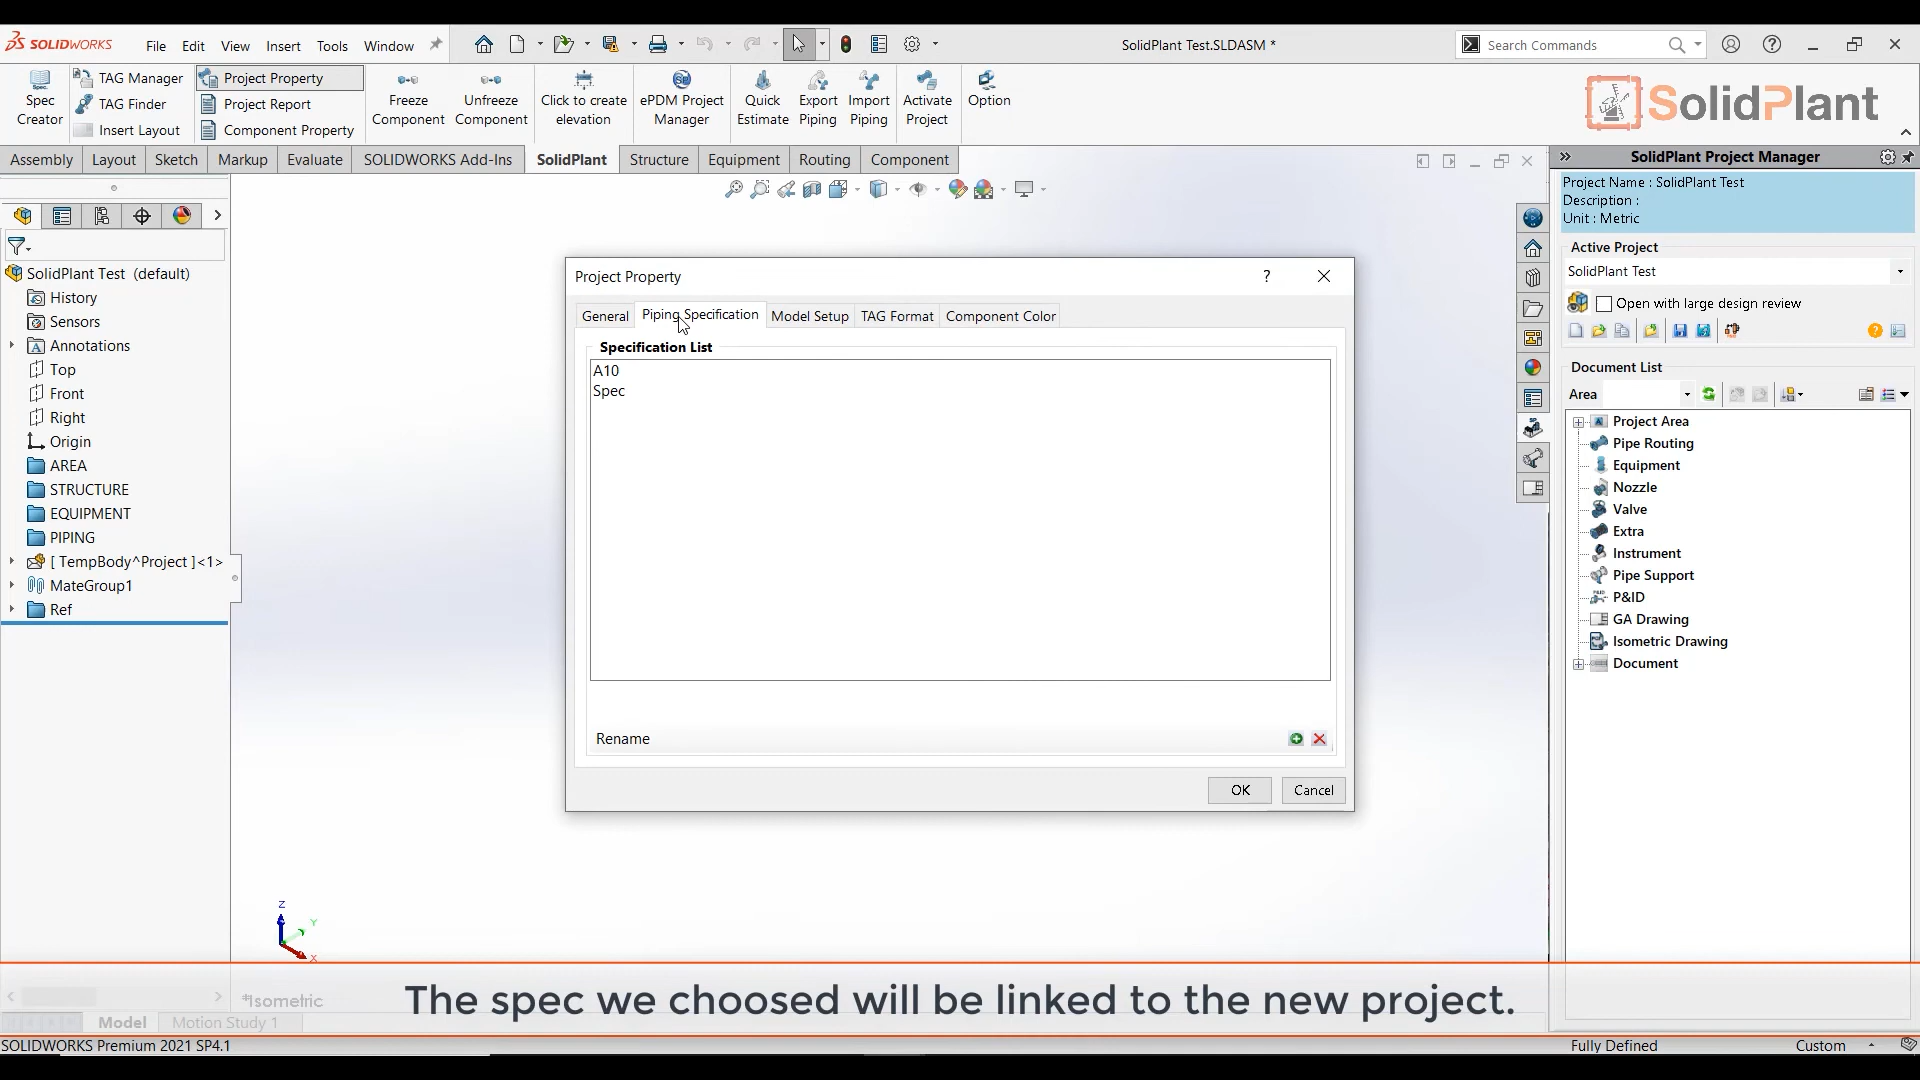 SOLIDWORKS
File Edit View Insert Tools Window
SolidPlant Test.SLDASM *
Search Commands
Spec Creator
TAG Manager
TAG Finder
Insert Layout
Project Property
Project Report
Component Property
Freeze Component
Unfreeze Component
Click to create elevation
ePDM Project Manager
Quick Estimate
Export Piping
Import Piping
Activate Project
Option
SolidPlant
Assembly Layout Sketch Markup Evaluate SOLIDWORKS Add-Ins SolidPlant Structure Equipment Routing Component
SolidPlant Test (default)
History
Sensors
Annotations
Top
Front
Right
Origin
AREA
STRUCTURE
EQUIPMENT
PIPING
[ TempBody^Project ]<1>
MateGroup1
Ref
Project Property
General Piping Specification Model Setup TAG Format Component Color
Specification List
A10
Spec
Rename
OK Cancel
SolidPlant Project Manager
Project Name : SolidPlant Test
Description :
Unit : Metric
Active Project
SolidPlant Test
Open with large design review
Document List
Area
Project Area
Pipe Routing
Equipment
Nozzle
Valve
Extra
Instrument
Pipe Support
P&ID
GA Drawing
Isometric Drawing
Document
Z
Y
X
*Isometric
The spec we choosed will be linked to the new project.
Model Motion Study 1
SOLIDWORKS Premium 2021 SP4.1
Fully Defined
Custom